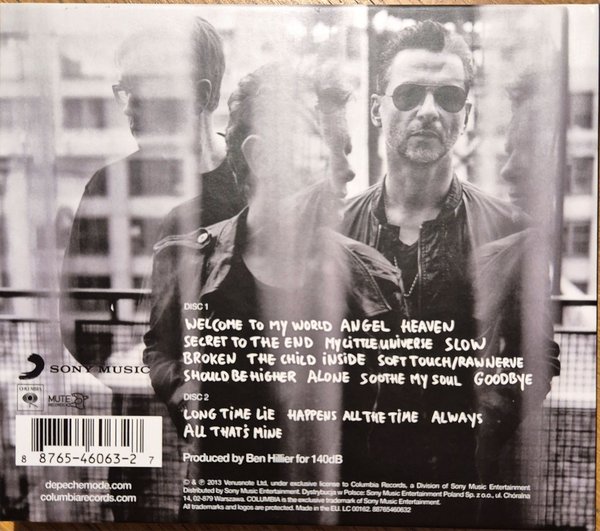 DISC 1
WELCOME TO MY WORLD ANGEL HEAVEN
SECRET TO THE END MY LITTLE UNIVERSE SLOW
BROKEN THE CHILD INSIDE SOFT TOUCH/RAW NERVE
SHOULD BE HIGHER ALONE SOOTHE MY SOUL GOODBYE
DISC 2
LONG TIME LIE HAPPENS ALL THE TIME ALWAYS
ALL THAT'S MINE
Produced by Ben Hillier for 140dB
SONY MUSIC
COLUMBIA
MUTE
8 8765-46063-2 7
depechemode.com
columbiarecords.com
© & ℗ 2013 Venusnote Ltd. under exclusive license to Columbia Records, a Division of Sony Music Entertainment
Distributed by Sony Music Entertainment. Dystrybucja w Polsce: Sony Music Entertainment Poland Sp. z o.o., ul. Chóralna
14, 02-879 Warszawa. COLUMBIA is the exclusive trademark of Sony Music Entertainment.
All trademarks and logos are protected. Made in the EU. LC 00162. 88765460632